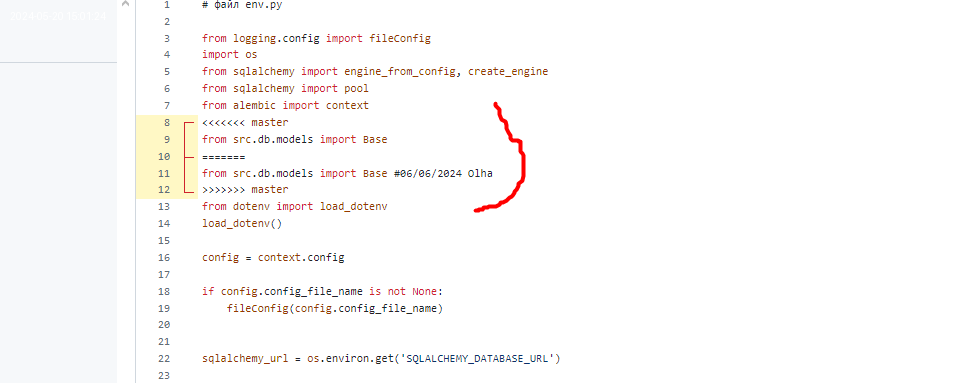 1 # файл env.py
2
3 from logging.config import fileConfig
4 import os
5 from sqlalchemy import engine_from_config, create_engine
6 from sqlalchemy import pool
7 from alembic import context
8 <<<<<<< master
9 from src.db.models import Base
10 =======
11 from src.db.models import Base #06/06/2024 Olha
12 >>>>>>> master
13 from dotenv import load_dotenv
14 load_dotenv()
15
16 config = context.config
17
18 if config.config_file_name is not None:
19     fileConfig(config.config_file_name)
20
21
22 sqlalchemy_url = os.environ.get('SQLALCHEMY_DATABASE_URL')
23